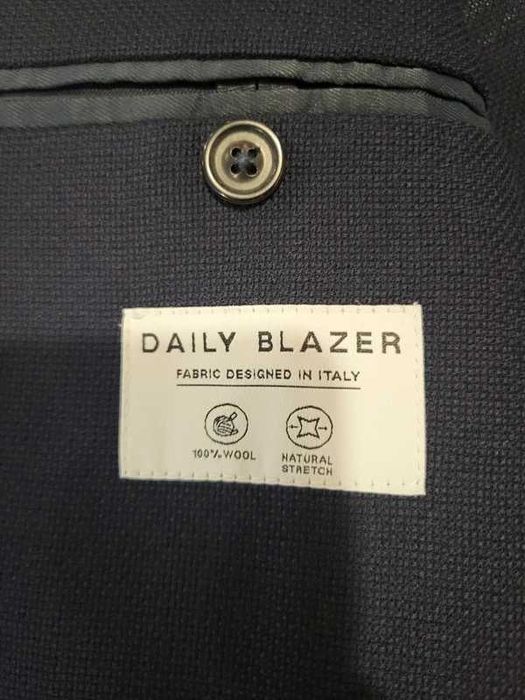 DAILY BLAZER
FABRIC DESIGNED IN ITALY
100% WOOL
NATURAL
STRETCH